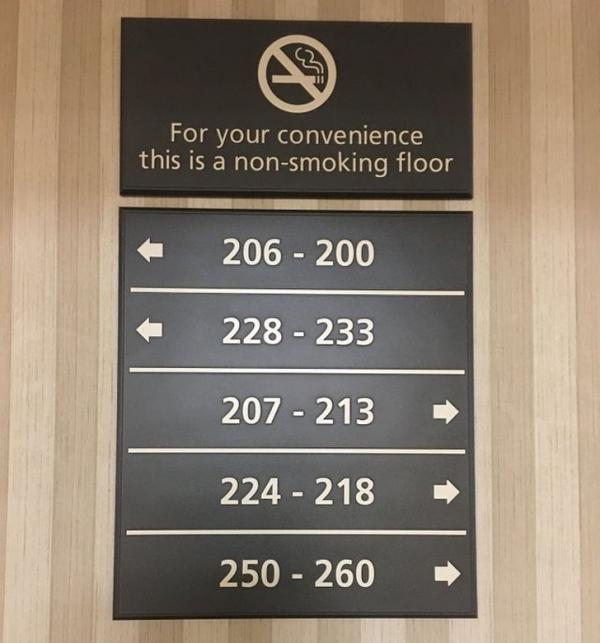 For your convenience
this is a non-smoking floor
206 - 200
228 - 233
207 - 213
224 - 218
250 - 260